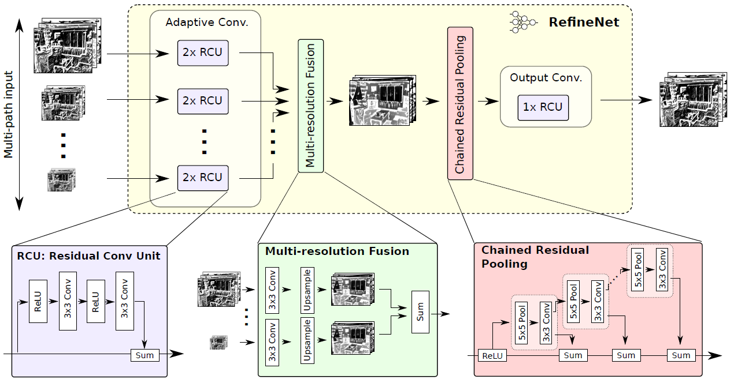 Adaptive Conv.
RefineNet
Multi-path input
2x RCU
2x RCU
2x RCU
Multi-resolution Fusion
Chained Residual Pooling
Output Conv.
1x RCU
RCU: Residual Conv Unit
ReLU
3x3 Conv
ReLU
3x3 Conv
Sum
Multi-resolution Fusion
3x3 Conv
Upsample
3x3 Conv
Upsample
Sum
Chained Residual
Pooling
ReLU
5x5 Pool
3x3 Conv
5x5 Pool
3x3 Conv
5x5 Pool
3x3 Conv
Sum
Sum
Sum